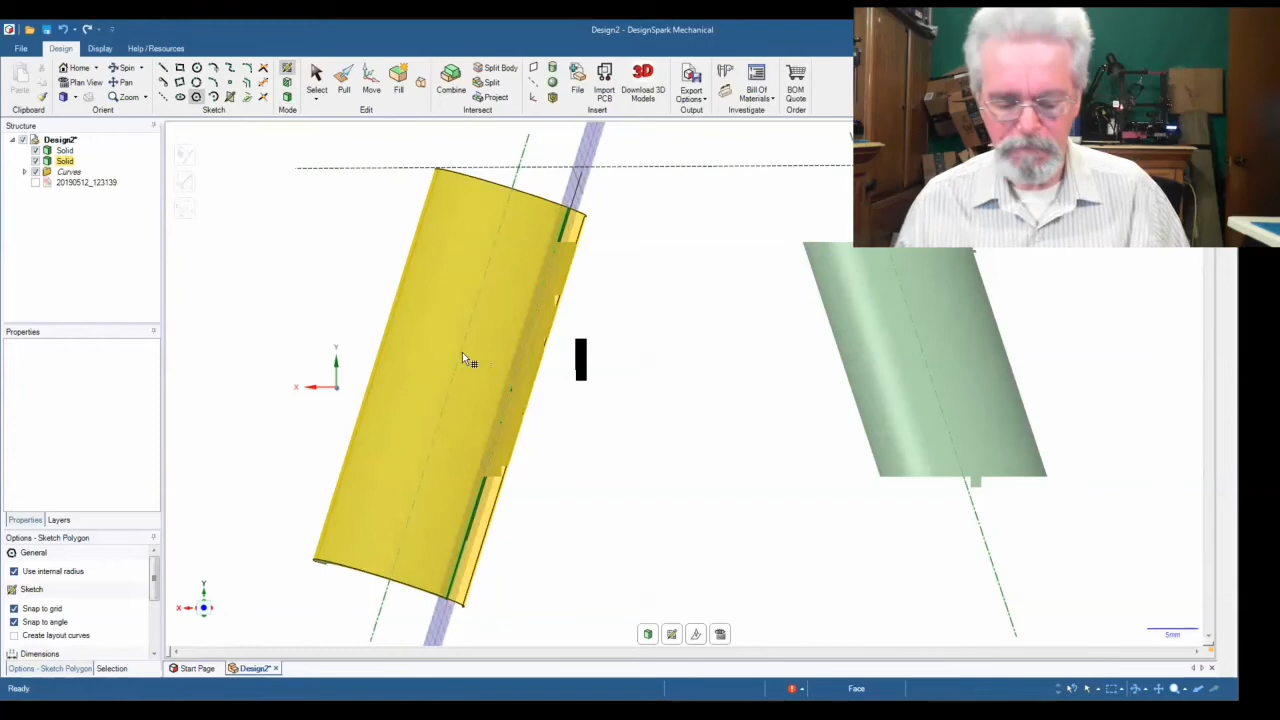 Design2 - DesignSpark Mechanical
File Design Display Help / Resources
Home Spin
Plan View Pan
Zoom
Paste
Select Pull Move Fill Combine
Split Body
Split
Project
File Import PCB Download 3D Models Export Options Bill Of Materials BOM Quote
Clipboard Orient Sketch Mode Edit Intersect Insert Output Investigate Order
Structure
Design2*
Solid
Solid
Curves
20190512_123139
Properties
Y
X
Properties Layers
Options - Sketch Polygon
General
Use internal radius
Sketch
Snap to grid
Snap to angle
Create layout curves
Dimensions
Options - Sketch Polygon Selection
Y
X
5mm
Start Page Design2*
Ready
Face